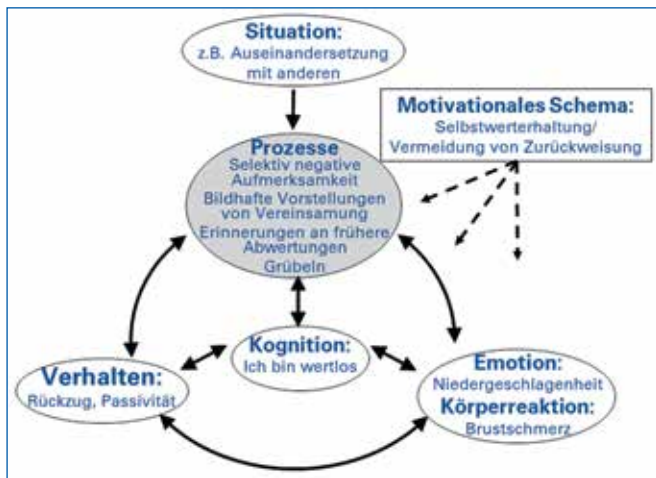 Situation:
z.B. Auseinandersetzung
mit anderen
Motivationales Schema:
Selbstwerterhaltung/
Vermeidung von Zurückweisung
Prozesse
Selektiv negative
Aufmerksamkeit
Bildhafte Vorstellungen
von Vereinsamung
Erinnerungen an frühere
Abwertungen
Grübeln
Kognition:
Ich bin wertlos
Verhalten:
Rückzug, Passivität
Emotion:
Niedergeschlagenheit
Körperreaktion:
Brustschmerz